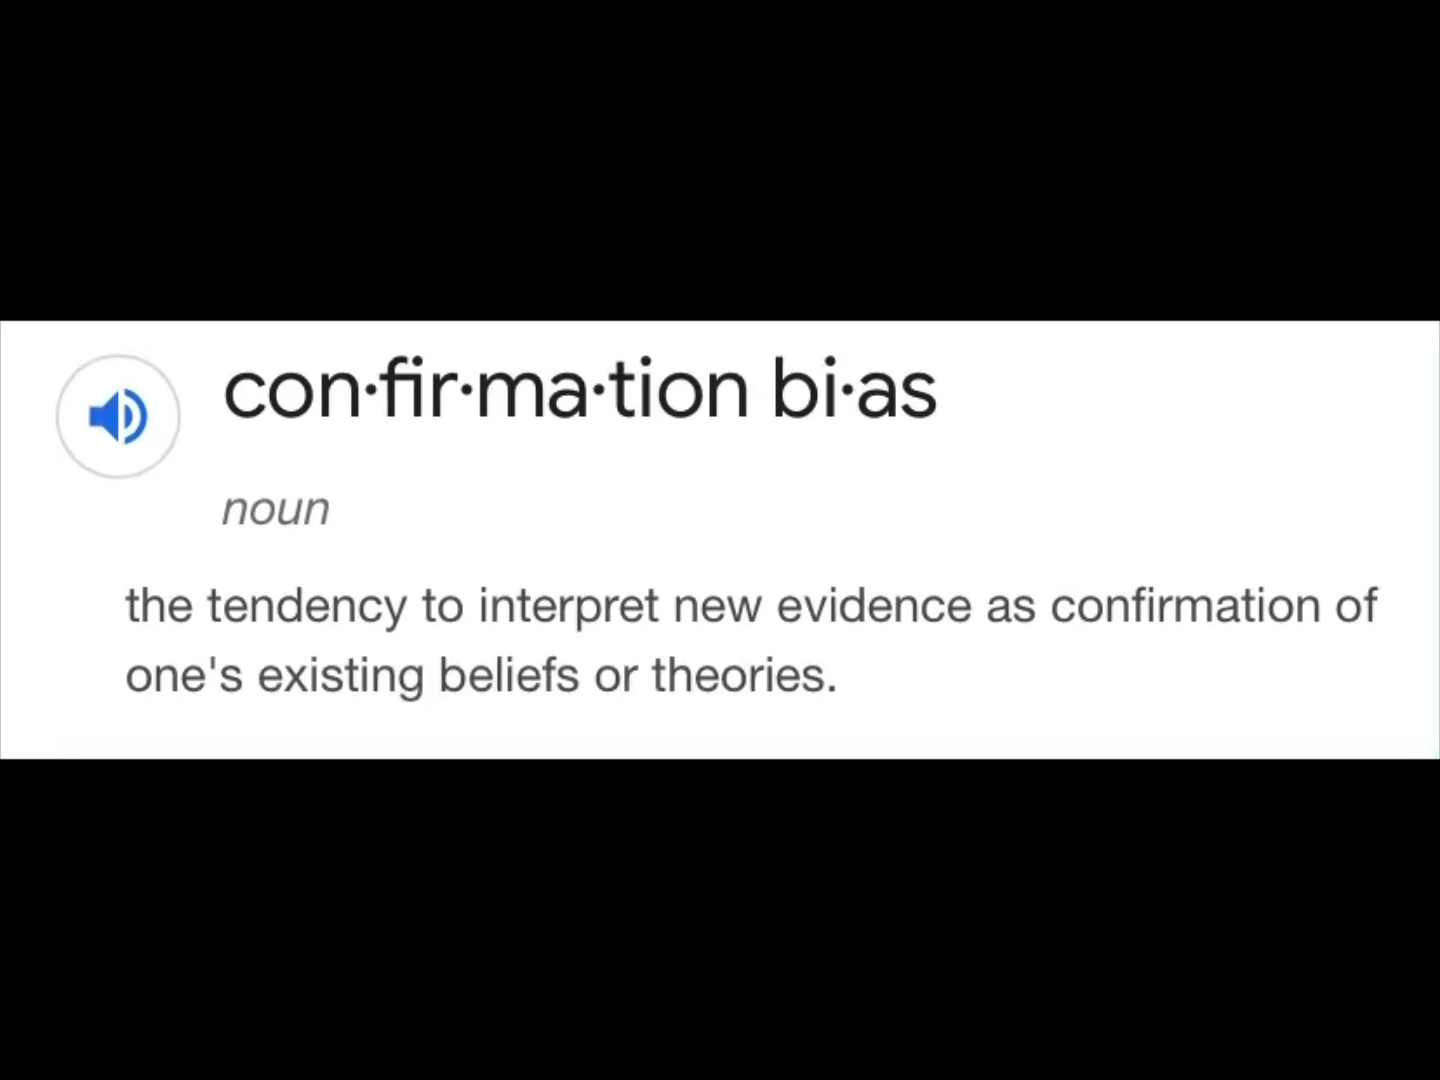 con·fir·ma·tion bi·as
noun
the tendency to interpret new evidence as confirmation of
one's existing beliefs or theories.